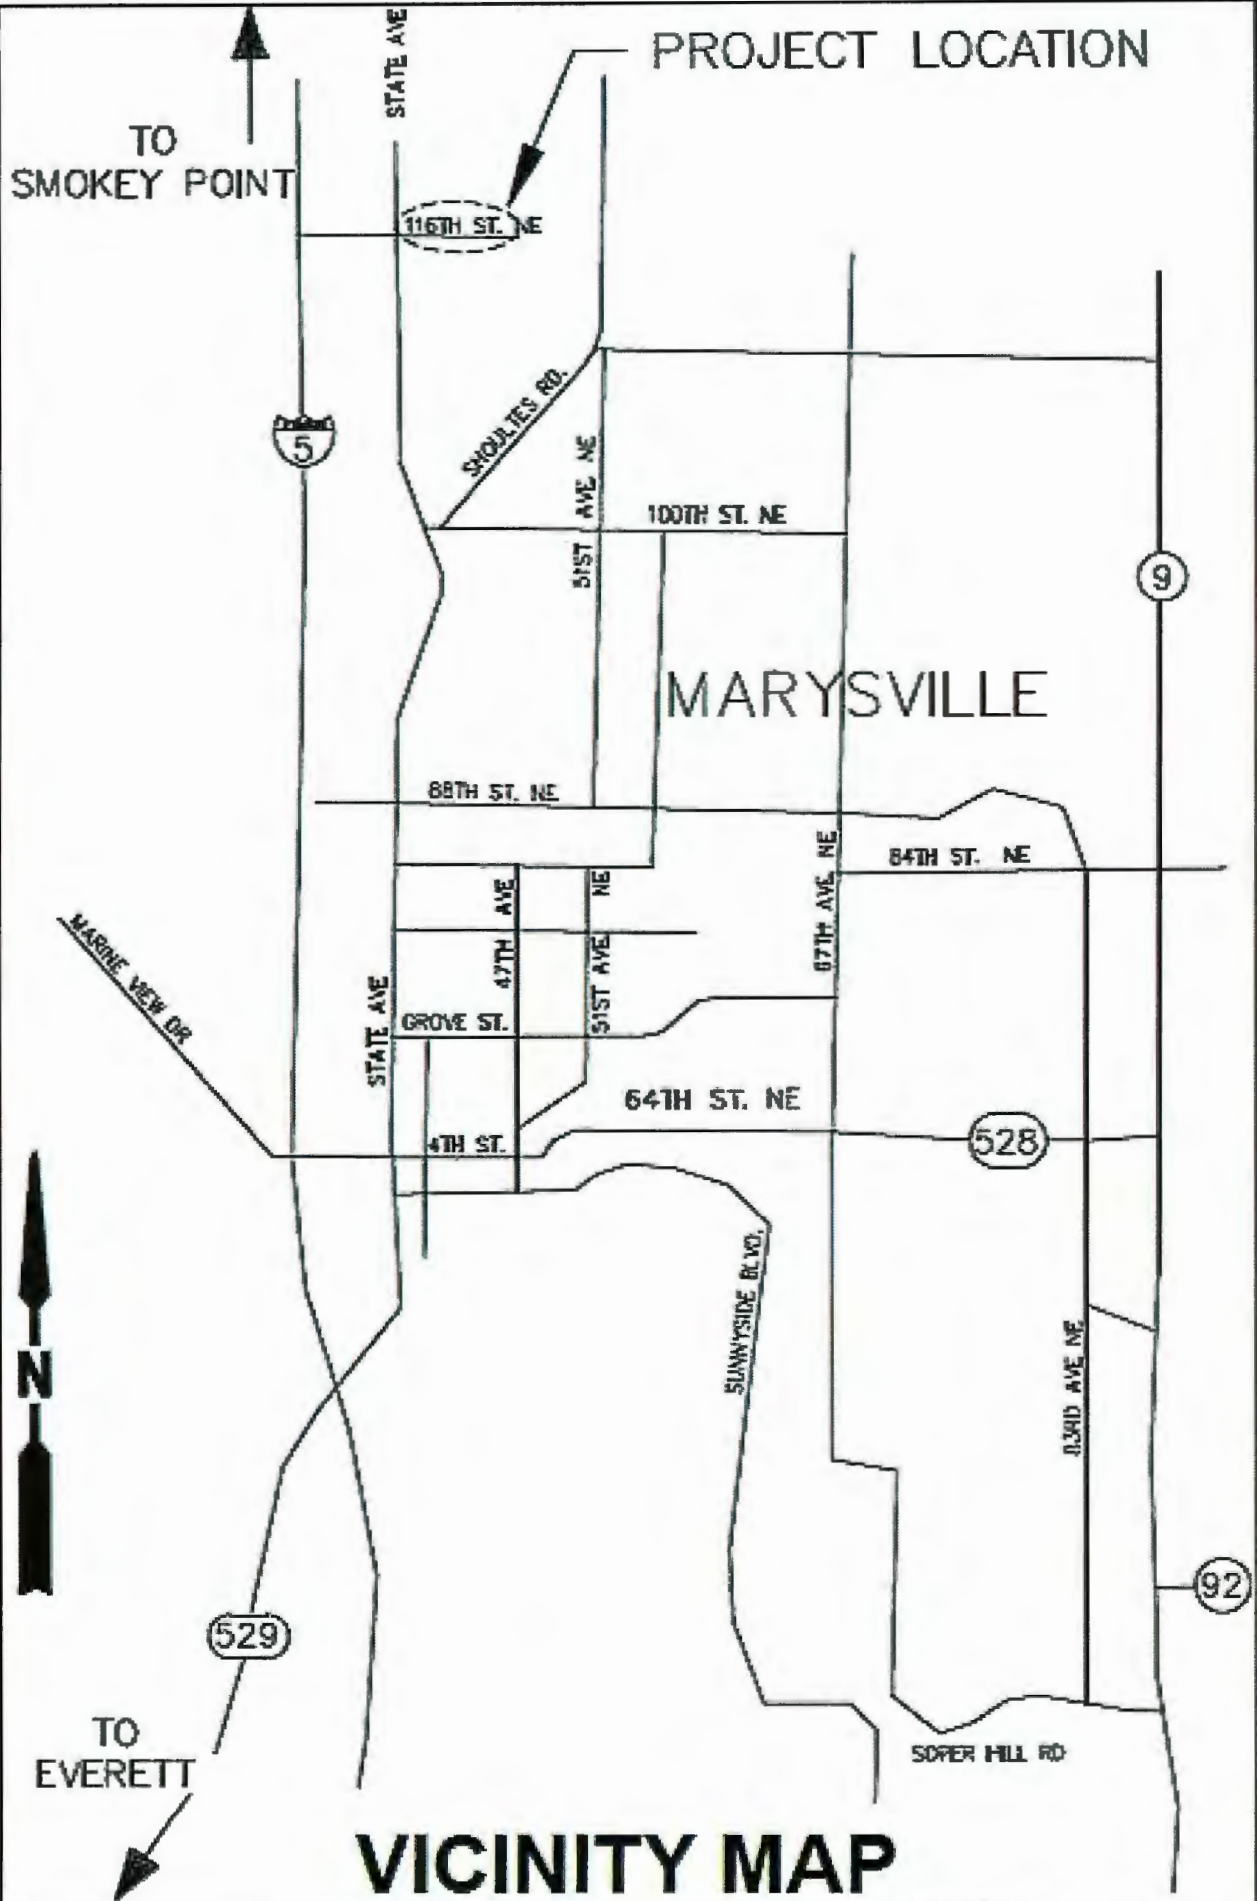 PROJECT LOCATION
STATE AVE
TO
SMOKEY POINT
116TH ST. NE
SHOULTES RD.
5
51ST AVE NE
100TH ST. NE
9
MARYSVILLE
88TH ST. NE
84TH ST. NE
67TH AVE NE
47TH AVE
51ST AVE NE
MARINE VIEW DR
STATE AVE
GROVE ST.
64TH ST. NE
4TH ST.
528
SUNNYSIDE BLVD.
N
83RD AVE NE
92
529
TO
EVERETT
SOPER HILL RD
VICINITY MAP